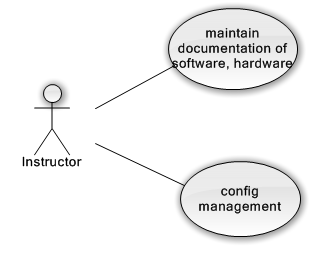 maintain
documentation of
software, hardware
Instructor
config
management